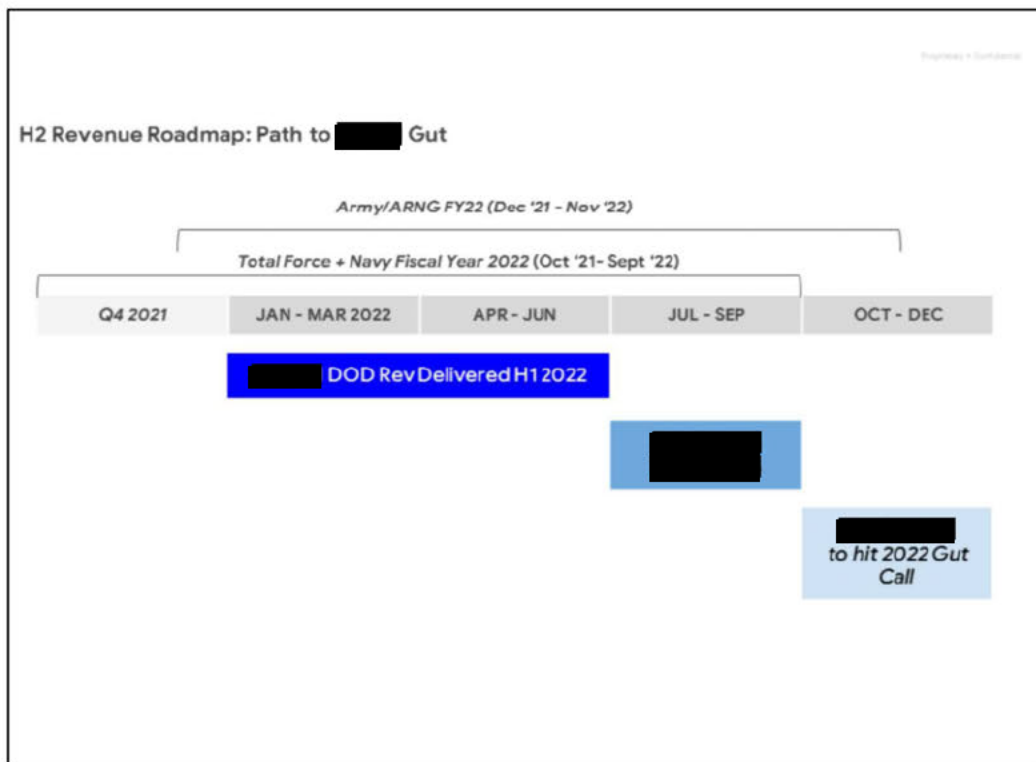 Proprietary + Confidential
H2 Revenue Roadmap: Path to Gut
Army/ARNG FY22 (Dec '21 - Nov '22)
Total Force + Navy Fiscal Year 2022 (Oct '21- Sept '22)
Q4 2021 JAN - MAR 2022 APR - JUN JUL - SEP OCT - DEC
DOD Rev Delivered H1 2022
to hit 2022 Gut
Call